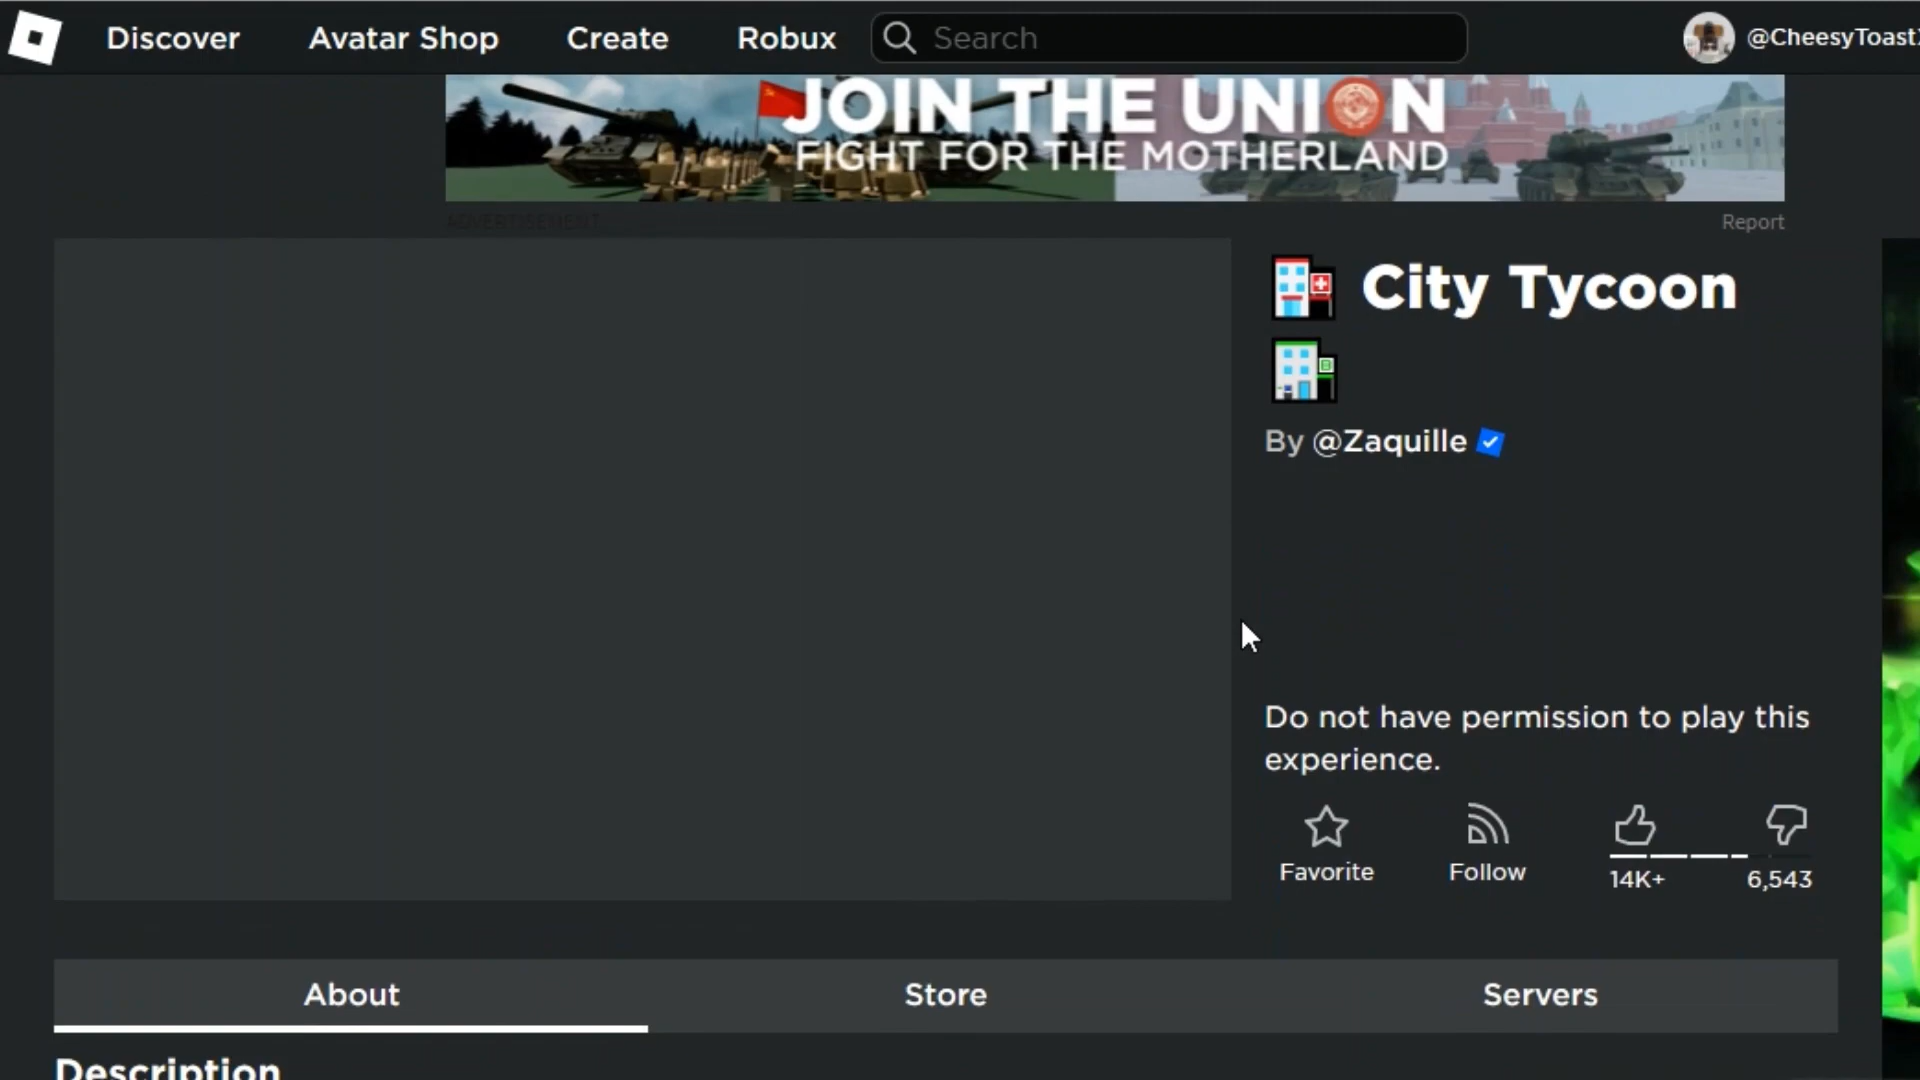 Discover
Avatar Shop
Create
Robux
Search
@CheesyToast
JOIN THE UNION
FIGHT FOR THE MOTHERLAND
ADVERTISEMENT
Report
City Tycoon
By @Zaquille
Do not have permission to play this
experience.
Favorite
Follow
14K+
6,543
About
Store
Servers
Description